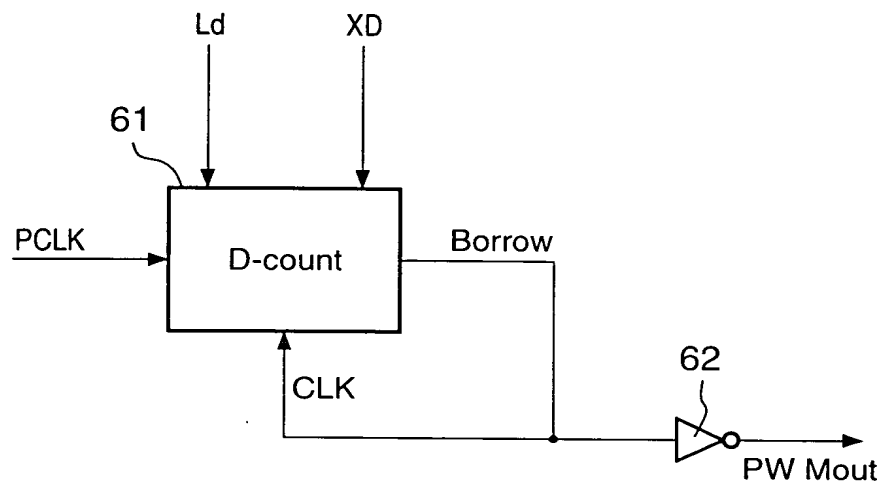 Ld
XD
61
PCLK
D-count
Borrow
CLK
62
PW Mout